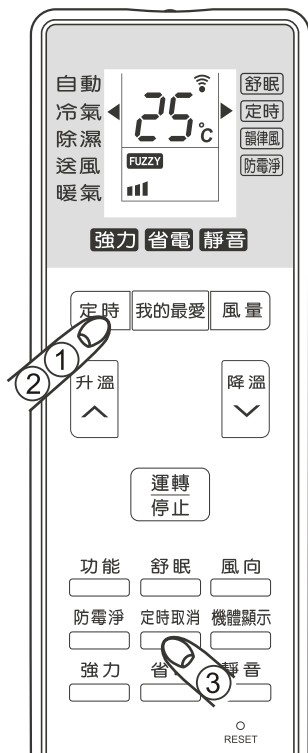 自動
冷氣
除濕
送風
暖氣
25℃
FUZZY
舒眠
定時
韻律風
防霉淨
強力 省電 靜音
定時 我的最愛 風量
① ②
升溫 降溫
運轉
停止
功能 舒眠 風向
防霉淨 定時取消 機體顯示
強力 省 靜音
③
RESET